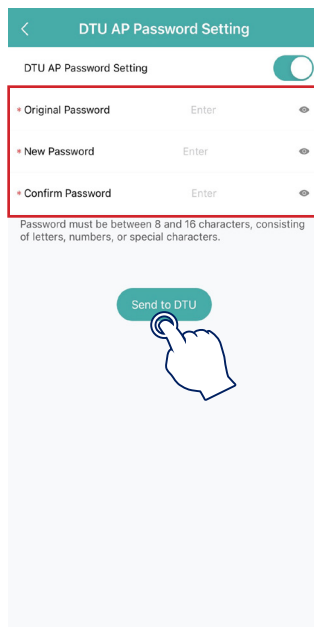 DTU AP Password Setting
DTU AP Password Setting
* Original Password Enter
* New Password Enter
* Confirm Password Enter
Password must be between 8 and 16 characters, consisting
of letters, numbers, or special characters.
Send to DTU